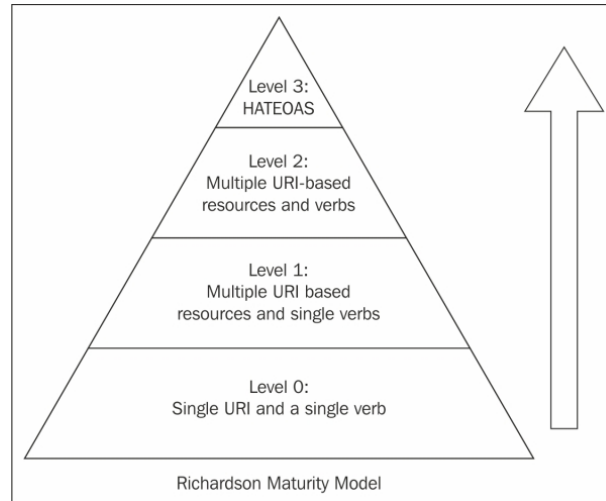 Level 3:
HATEOAS
Level 2:
Multiple URI-based
resources and verbs
Level 1:
Multiple URI based
resources and single verbs
Level 0:
Single URI and a single verb
Richardson Maturity Model